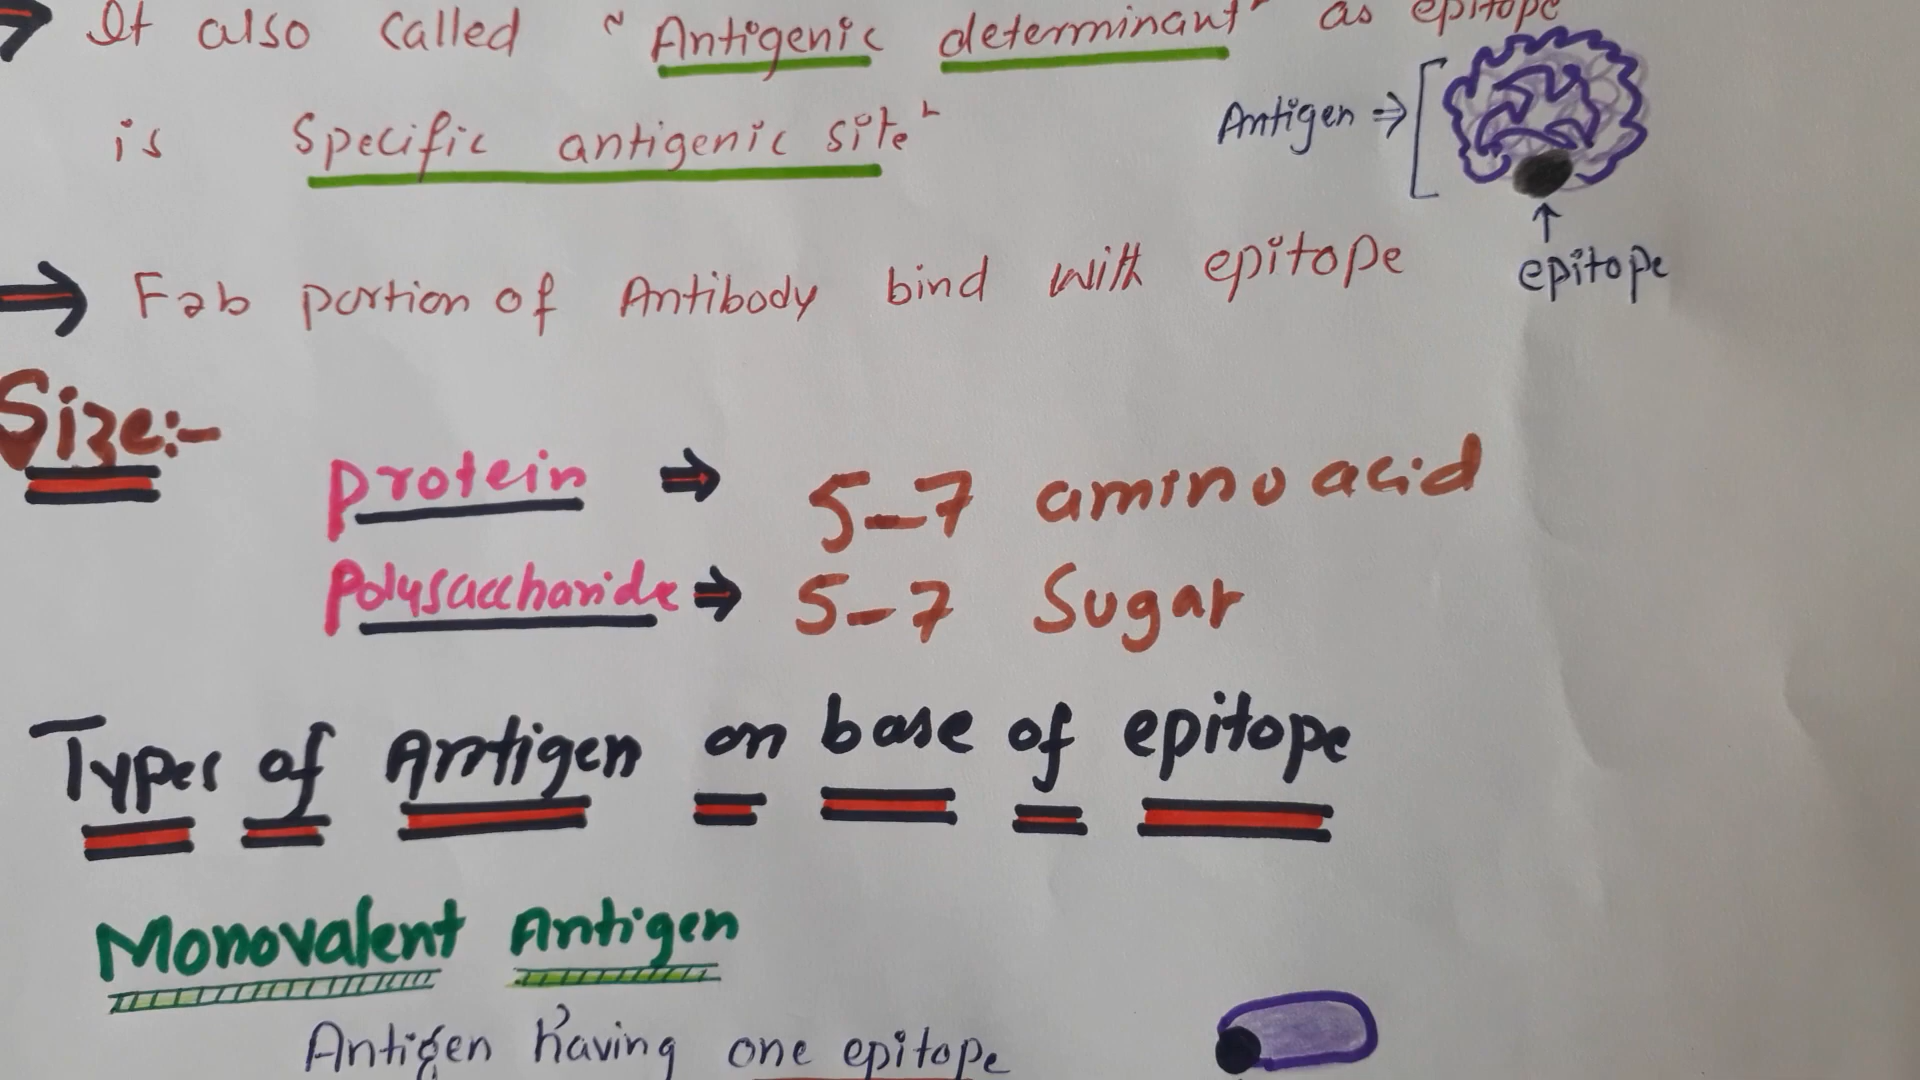 ⇒ It also called "Antigenic determinant" as epitope
is Specific antigenic site"
Antigen ⇒
↑
epitope
⇒ Fab portion of Antibody bind with epitope
Size:-
Protein ⇒ 5-7 amino acid
Polysaccharide ⇒ 5-7 Sugar
Types of Antigen on base of epitope
Monovalent Antigen
Antigen having one epitope